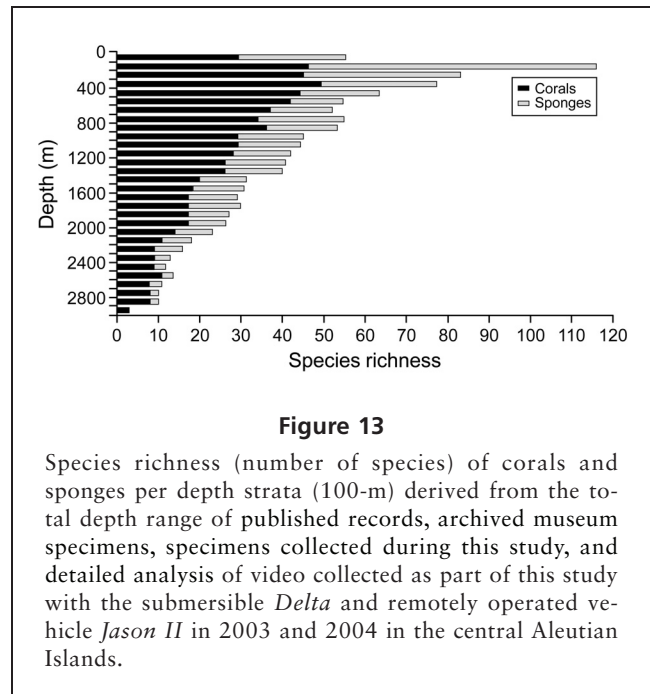 0
400
800
1200
1600
2000
2400
2800
Depth (m)
Corals
Sponges
0 10 20 30 40 50 60 70 80 90 100 110 120
Species richness
Figure 13
Species richness (number of species) of corals and
sponges per depth strata (100-m) derived from the to-
tal depth range of published records, archived museum
specimens, specimens collected during this study, and
detailed analysis of video collected as part of this study
with the submersible Delta and remotely operated ve-
hicle Jason II in 2003 and 2004 in the central Aleutian
Islands.